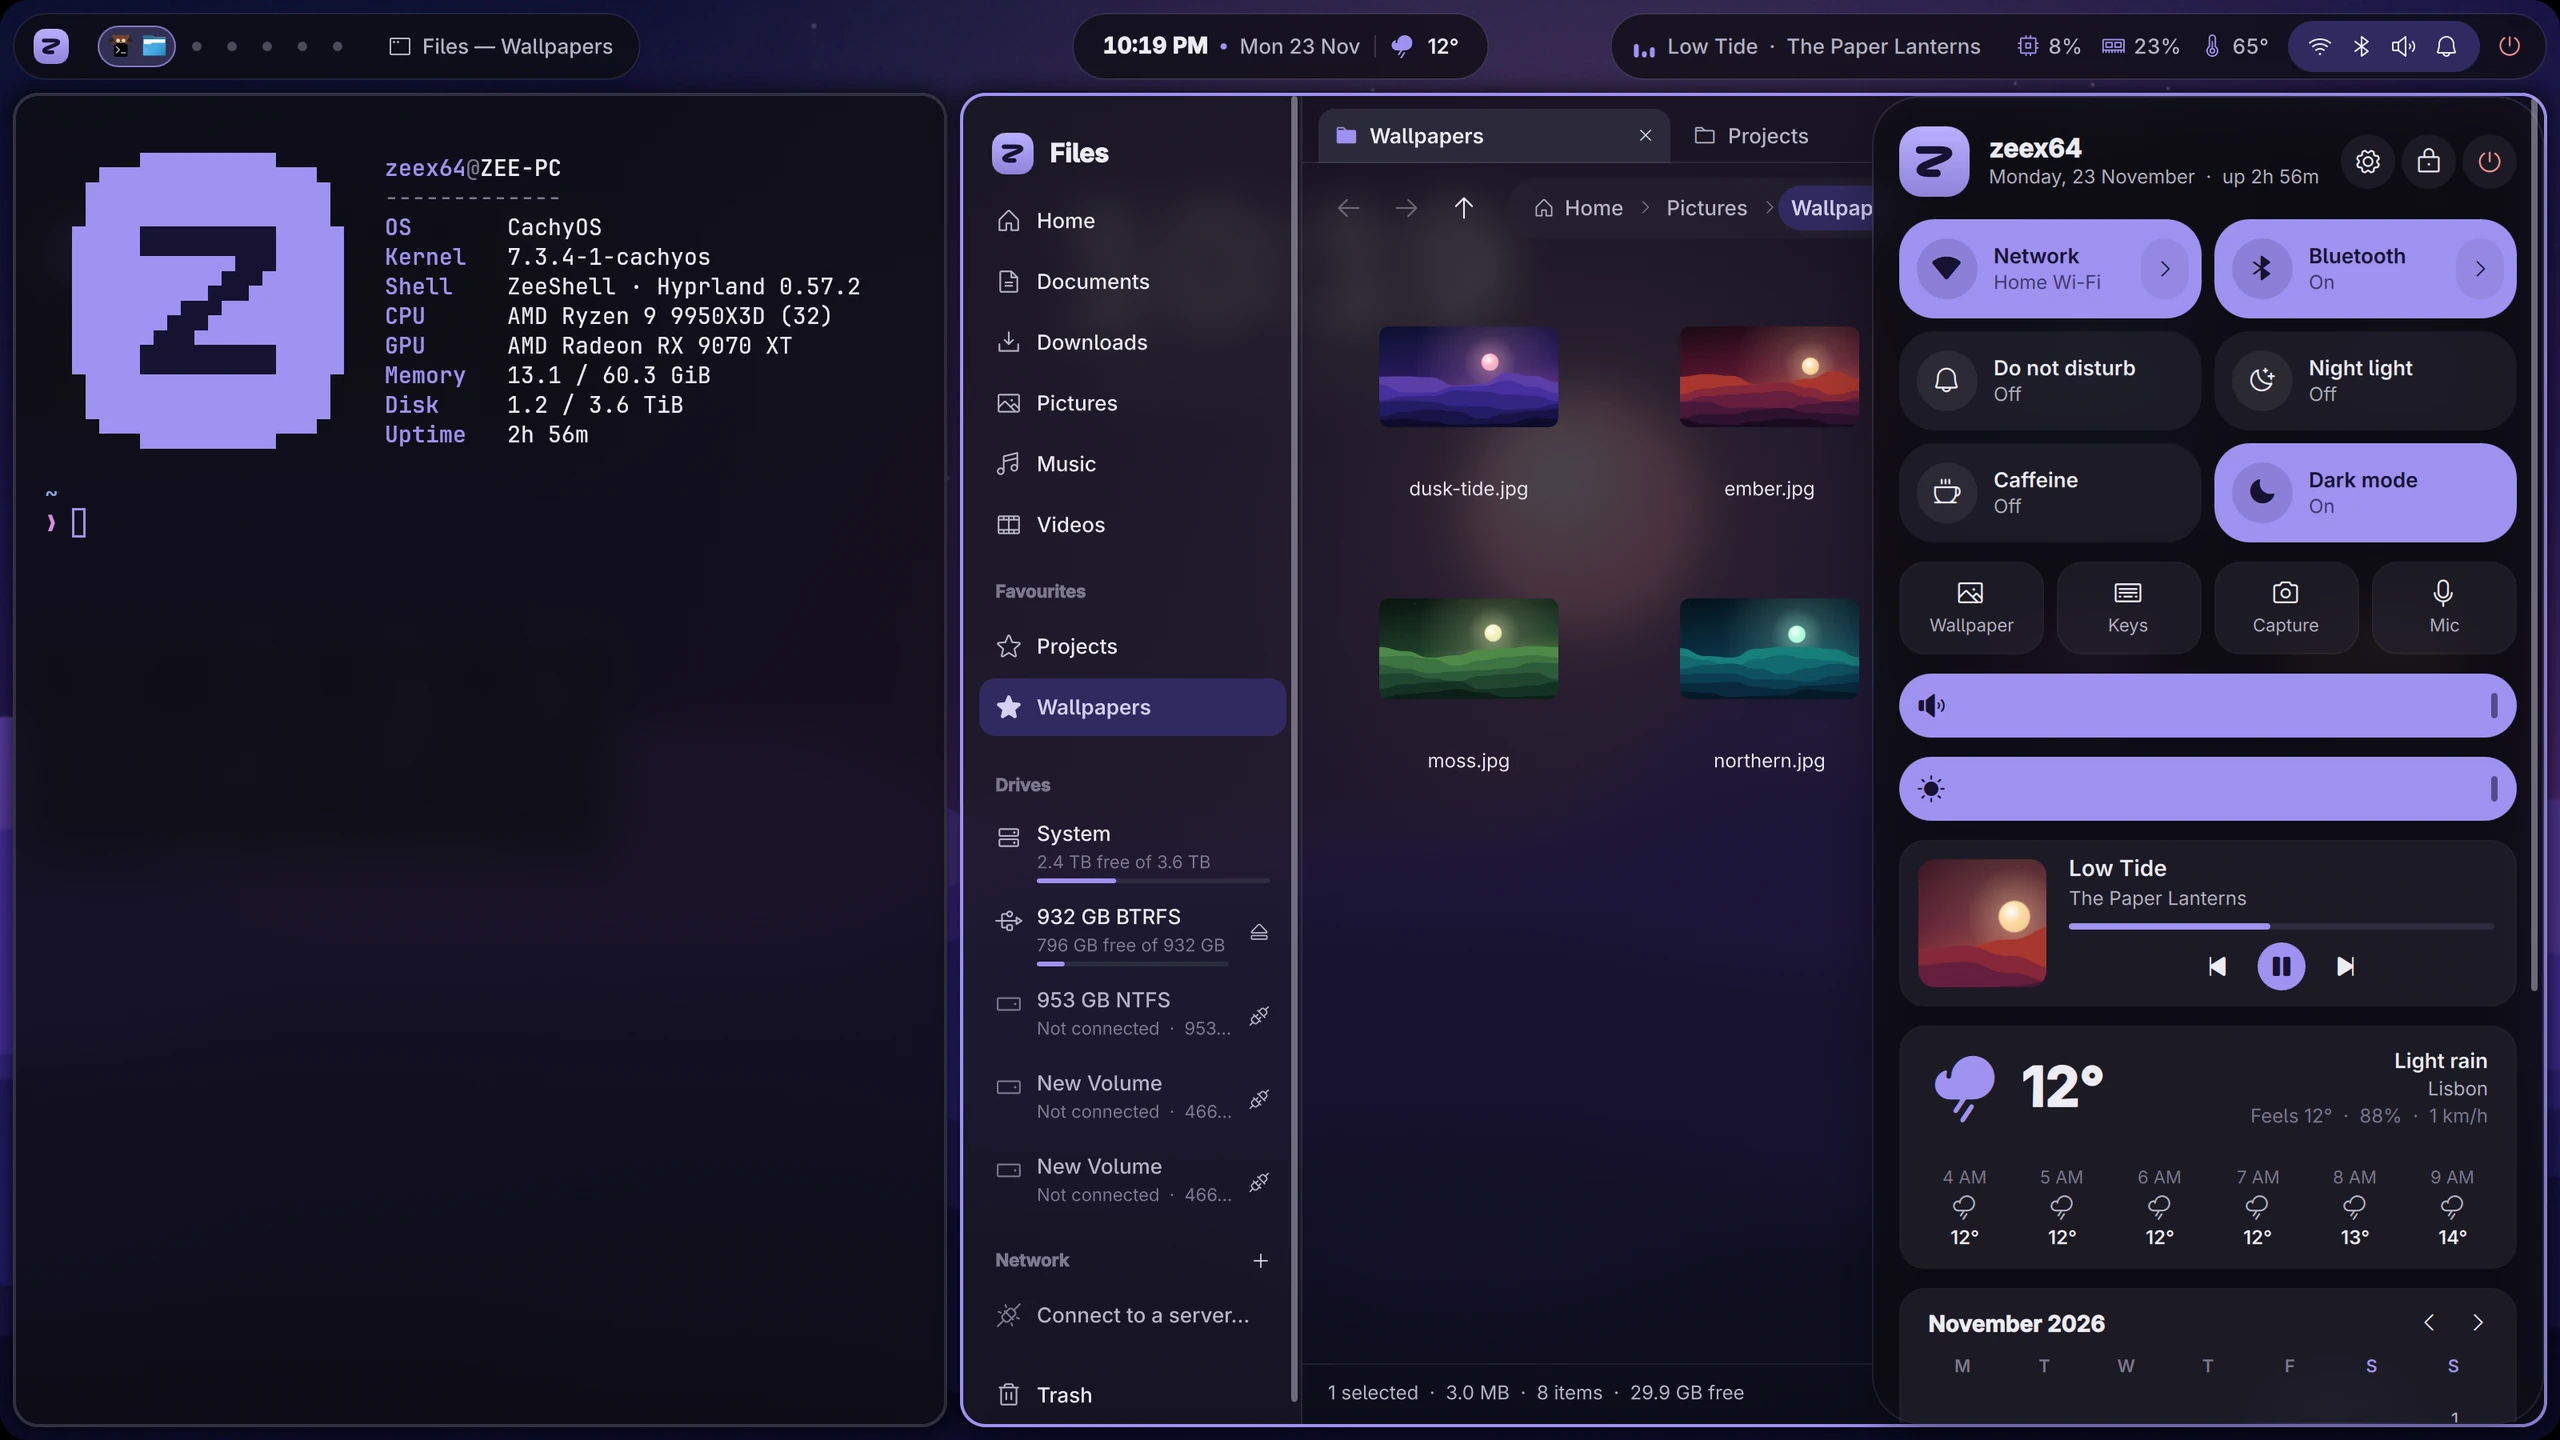 Files — Wallpapers
10:19 PM • Mon 23 Nov 12°
Low Tide · The Paper Lanterns 8% 23% 65°
zeex64@ZEE-PC
-------------
OS CachyOS
Kernel 7.3.4-1-cachyos
Shell ZeeShell · Hyprland 0.57.2
CPU AMD Ryzen 9 9950X3D (32)
GPU AMD Radeon RX 9070 XT
Memory 13.1 / 60.3 GiB
Disk 1.2 / 3.6 TiB
Uptime 2h 56m
~
❯
Files
Home
Documents
Downloads
Pictures
Music
Videos
Favourites
Projects
Wallpapers
Drives
System
2.4 TB free of 3.6 TB
932 GB BTRFS
796 GB free of 932 GB
953 GB NTFS
Not connected · 953...
New Volume
Not connected · 466...
New Volume
Not connected · 466...
Network
Connect to a server...
Trash
Wallpapers
Projects
Home Pictures Wallpap
dusk-tide.jpg
ember.jpg
moss.jpg
northern.jpg
1 selected · 3.0 MB · 8 items · 29.9 GB free
zeex64
Monday, 23 November · up 2h 56m
Network
Home Wi-Fi
Bluetooth
On
Do not disturb
Off
Night light
Off
Caffeine
Off
Dark mode
On
Wallpaper
Keys
Capture
Mic
Low Tide
The Paper Lanterns
12°
Light rain
Lisbon
Feels 12° · 88% · 1 km/h
4 AM 5 AM 6 AM 7 AM 8 AM 9 AM
12° 12° 12° 12° 13° 14°
November 2026
M T W T F S S
1